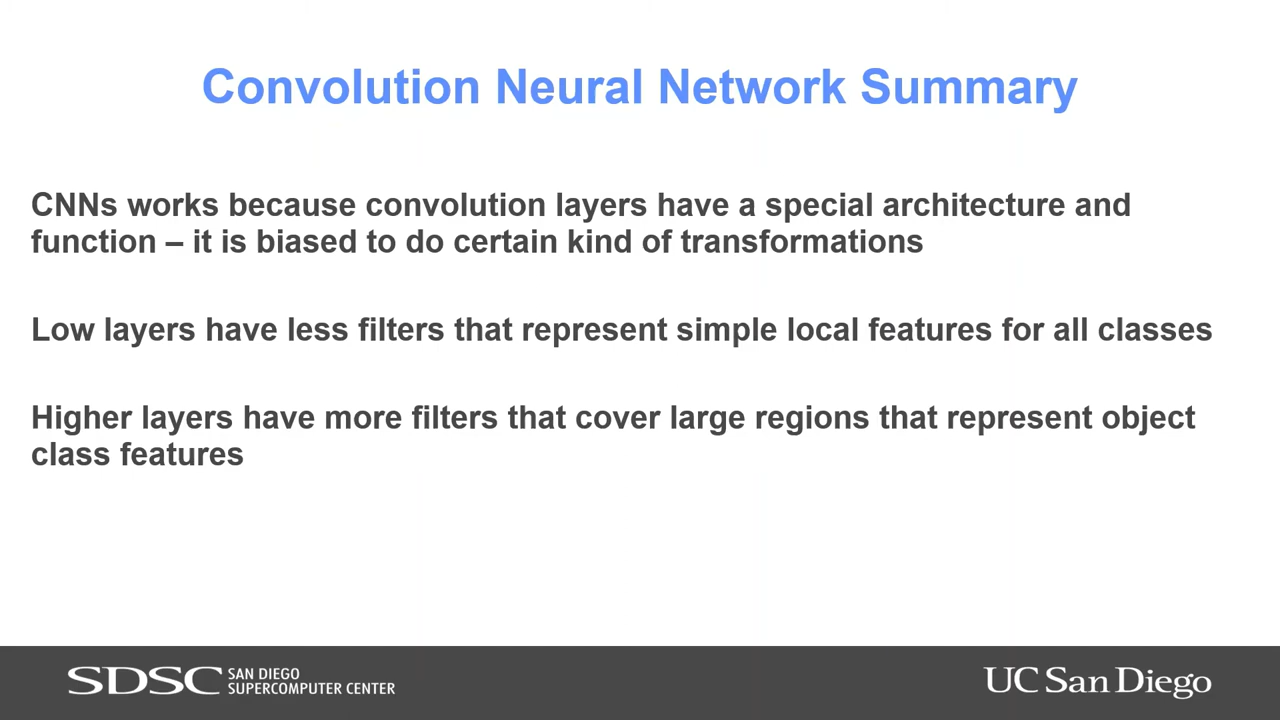 Convolution Neural Network Summary
CNNs works because convolution layers have a special architecture and
function – it is biased to do certain kind of transformations
Low layers have less filters that represent simple local features for all classes
Higher layers have more filters that cover large regions that represent object
class features
SDSC SAN DIEGO
SUPERCOMPUTER CENTER
UC San Diego